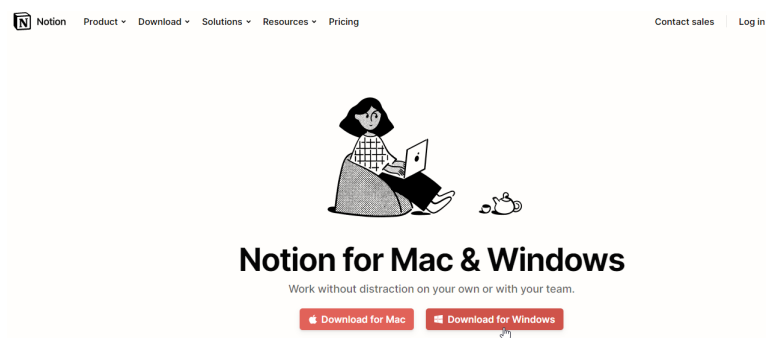 Notion Product Download Solutions Resources Pricing Contact sales Log in
Notion for Mac & Windows
Work without distraction on your own or with your team.
Download for Mac Download for Windows